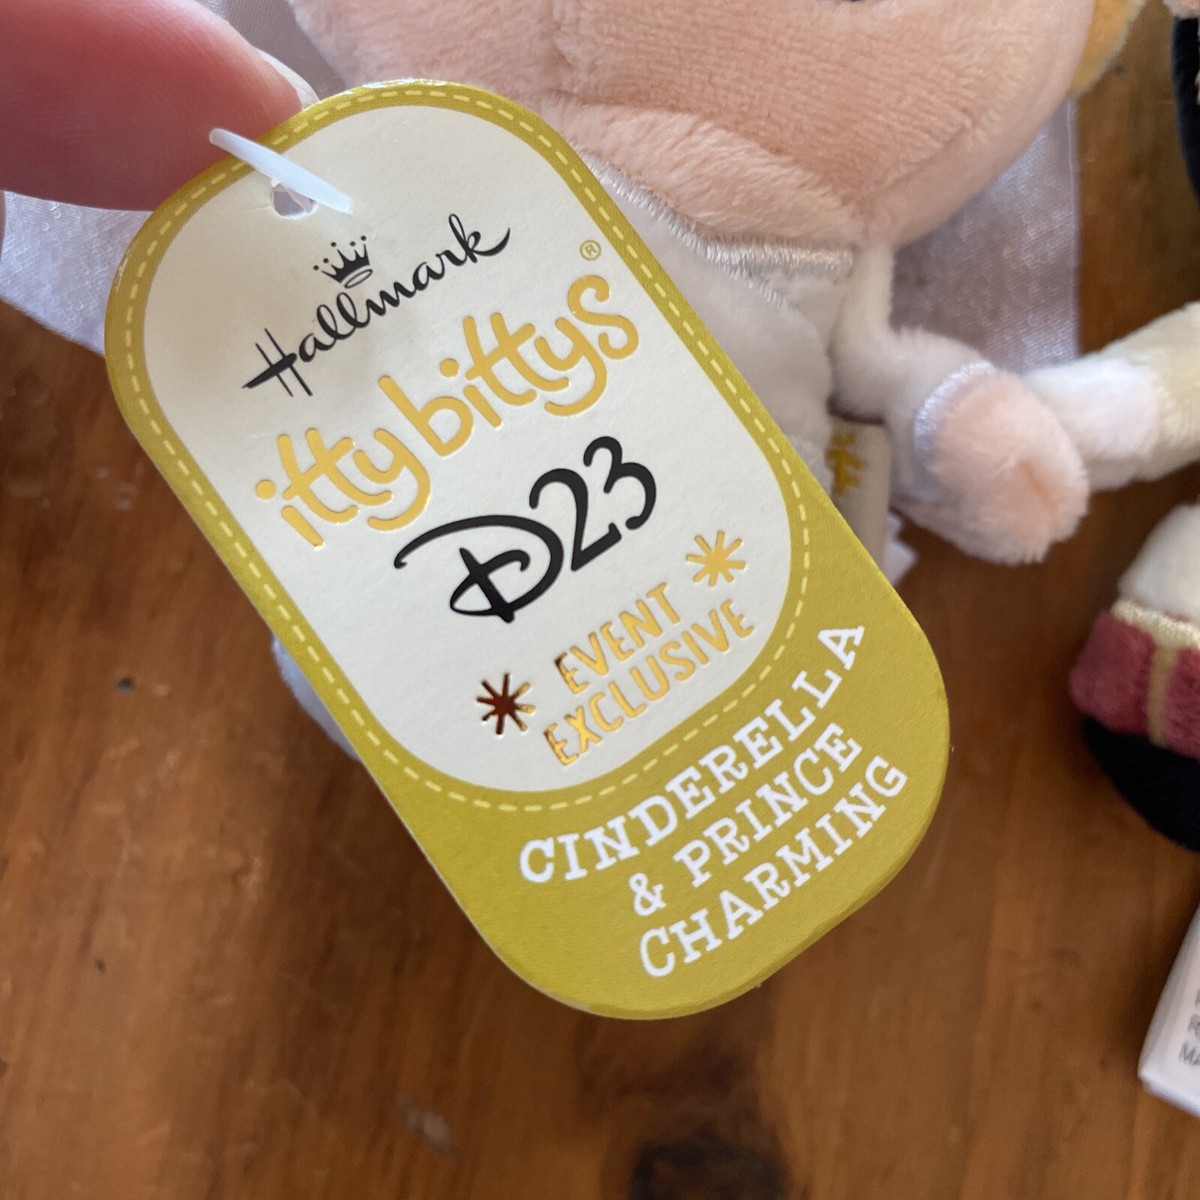 Hallmark
itty bittys®
D23
EVENT
EXCLUSIVE
CINDERELLA
& PRINCE
CHARMING